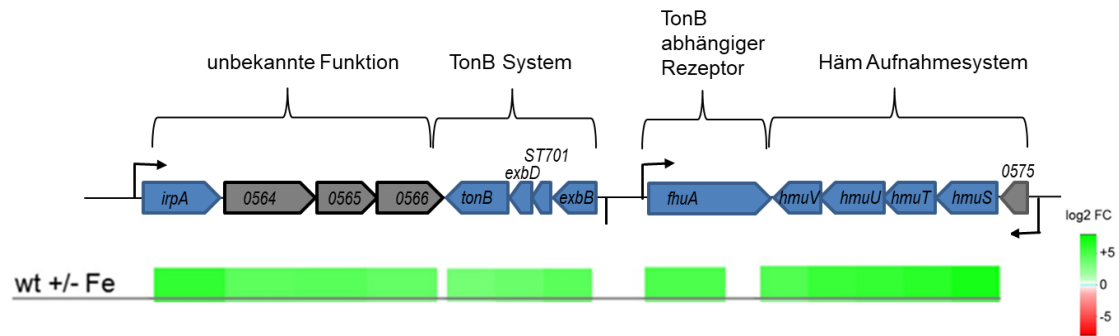 TonB
abhängiger
Rezeptor
unbekannte Funktion
TonB System
Häm Aufnahmesystem
ST701
exbD
0575
irpA
0564
0565
0566
tonB
exbB
fhuA
hmuV
hmuU
hmuT
hmuS
log2 FC
+5
0
-5
wt +/- Fe